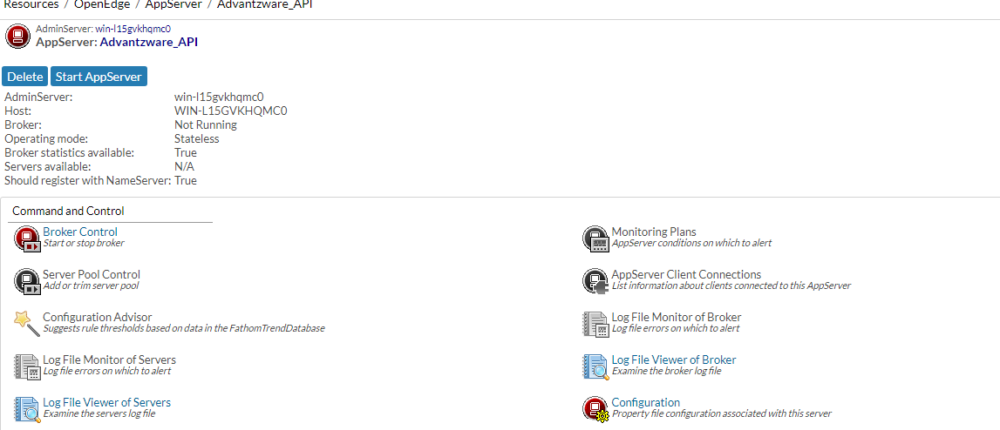 Resources / OpenEdge / AppServer / Advantzware_API
AdminServer: win-l15gvkhqmc0
AppServer: Advantzware_API
Delete Start AppServer
AdminServer: win-l15gvkhqmc0
Host: WIN-L15GVKHQMC0
Broker: Not Running
Operating mode: Stateless
Broker statistics available: True
Servers available: N/A
Should register with NameServer: True
Command and Control
Broker Control
Start or stop broker
Monitoring Plans
AppServer conditions on which to alert
Server Pool Control
Add or trim server pool
AppServer Client Connections
List information about clients connected to this AppServer
Configuration Advisor
Suggests rule thresholds based on data in the FathomTrendDatabase
Log File Monitor of Broker
Log file errors on which to alert
Log File Monitor of Servers
Log file errors on which to alert
Log File Viewer of Broker
Examine the broker log file
Log File Viewer of Servers
Examine the servers log file
Configuration
Property file configuration associated with this server